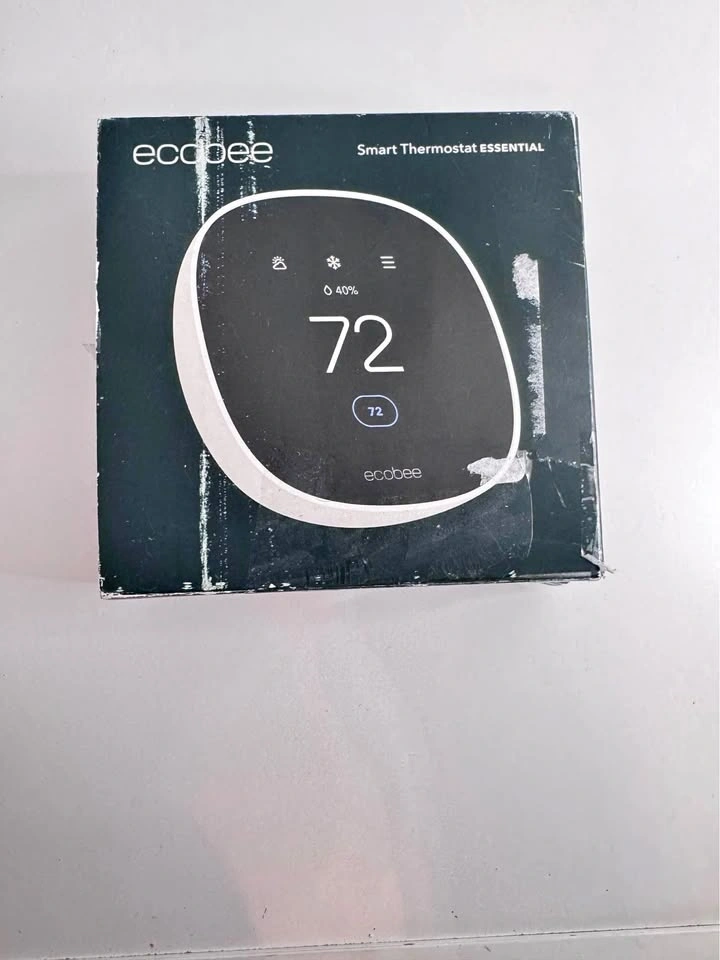 ecobee
Smart Thermostat ESSENTIAL
40%
72
72
ecobee